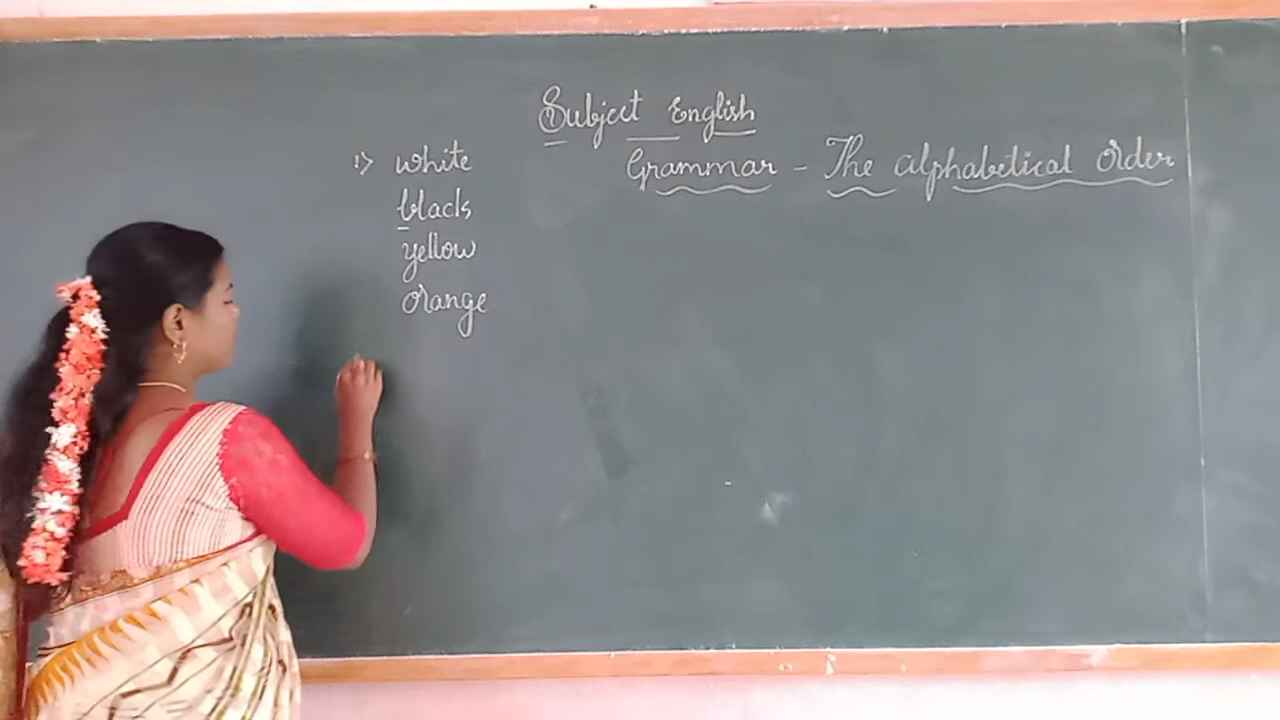 Subject English
Grammar - The alphabetical Order
1> white
black
yellow
orange